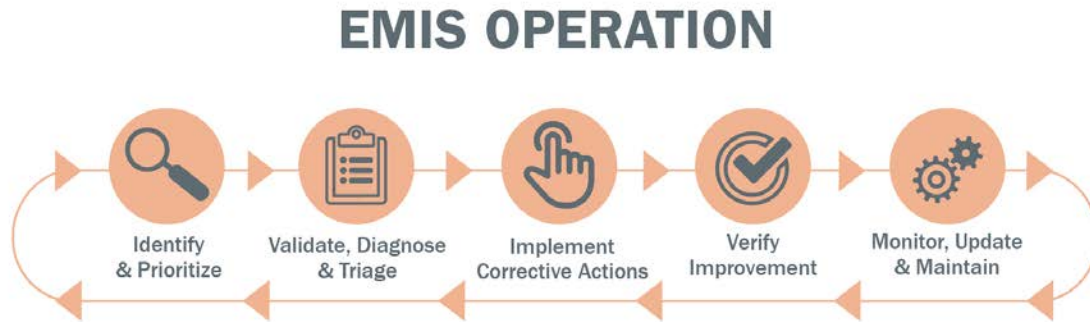 EMIS OPERATION
Identify
& Prioritize
Validate, Diagnose
& Triage
Implement
Corrective Actions
Verify
Improvement
Monitor, Update
& Maintain